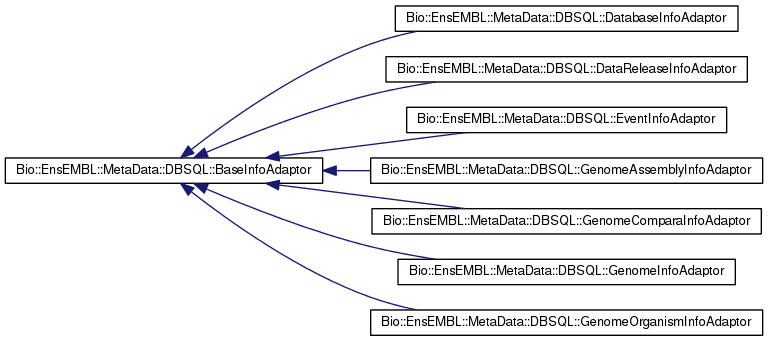 Bio::EnsEMBL::MetaData::DBSQL::DatabaseInfoAdaptor
Bio::EnsEMBL::MetaData::DBSQL::DataReleaseInfoAdaptor
Bio::EnsEMBL::MetaData::DBSQL::EventInfoAdaptor
Bio::EnsEMBL::MetaData::DBSQL::BaseInfoAdaptor
Bio::EnsEMBL::MetaData::DBSQL::GenomeAssemblyInfoAdaptor
Bio::EnsEMBL::MetaData::DBSQL::GenomeComparaInfoAdaptor
Bio::EnsEMBL::MetaData::DBSQL::GenomeInfoAdaptor
Bio::EnsEMBL::MetaData::DBSQL::GenomeOrganismInfoAdaptor